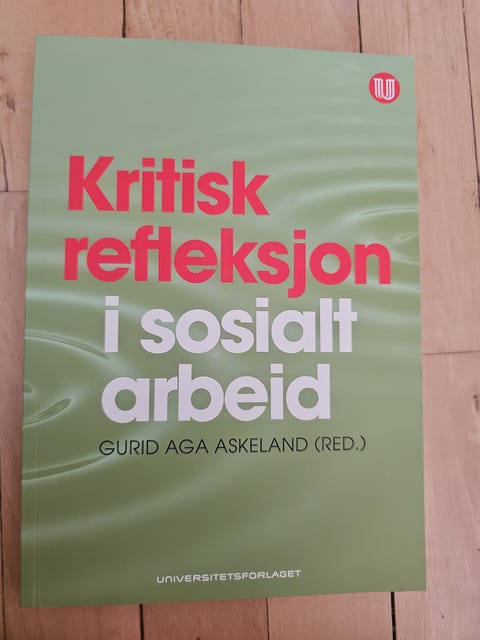 Kritisk
refleksjon
i sosialt
arbeid
GURID AGA ASKELAND (RED.)
UNIVERSITETSFORLAGET